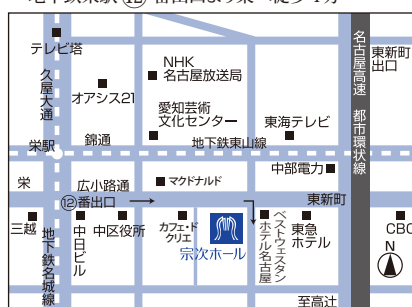 地下鉄栄駅⑫番出口より東へ徒歩4分
テレビ塔
NHK
名古屋放送局
名古屋高速 都市環状線
東新町
出口
久屋大通
オアシス21
愛知芸術
文化センター
東海テレビ
栄駅
錦通
地下鉄東山線
中部電力
栄
広小路通
マクドナルド
東新町
⑫番出口
三越
地下鉄名城線
中日ビル
中区役所
カフェ・ド
クリエ
宗次ホール
ベストウェスタン
ホテル名古屋
東急
ホテル
CBC
N
至高辻